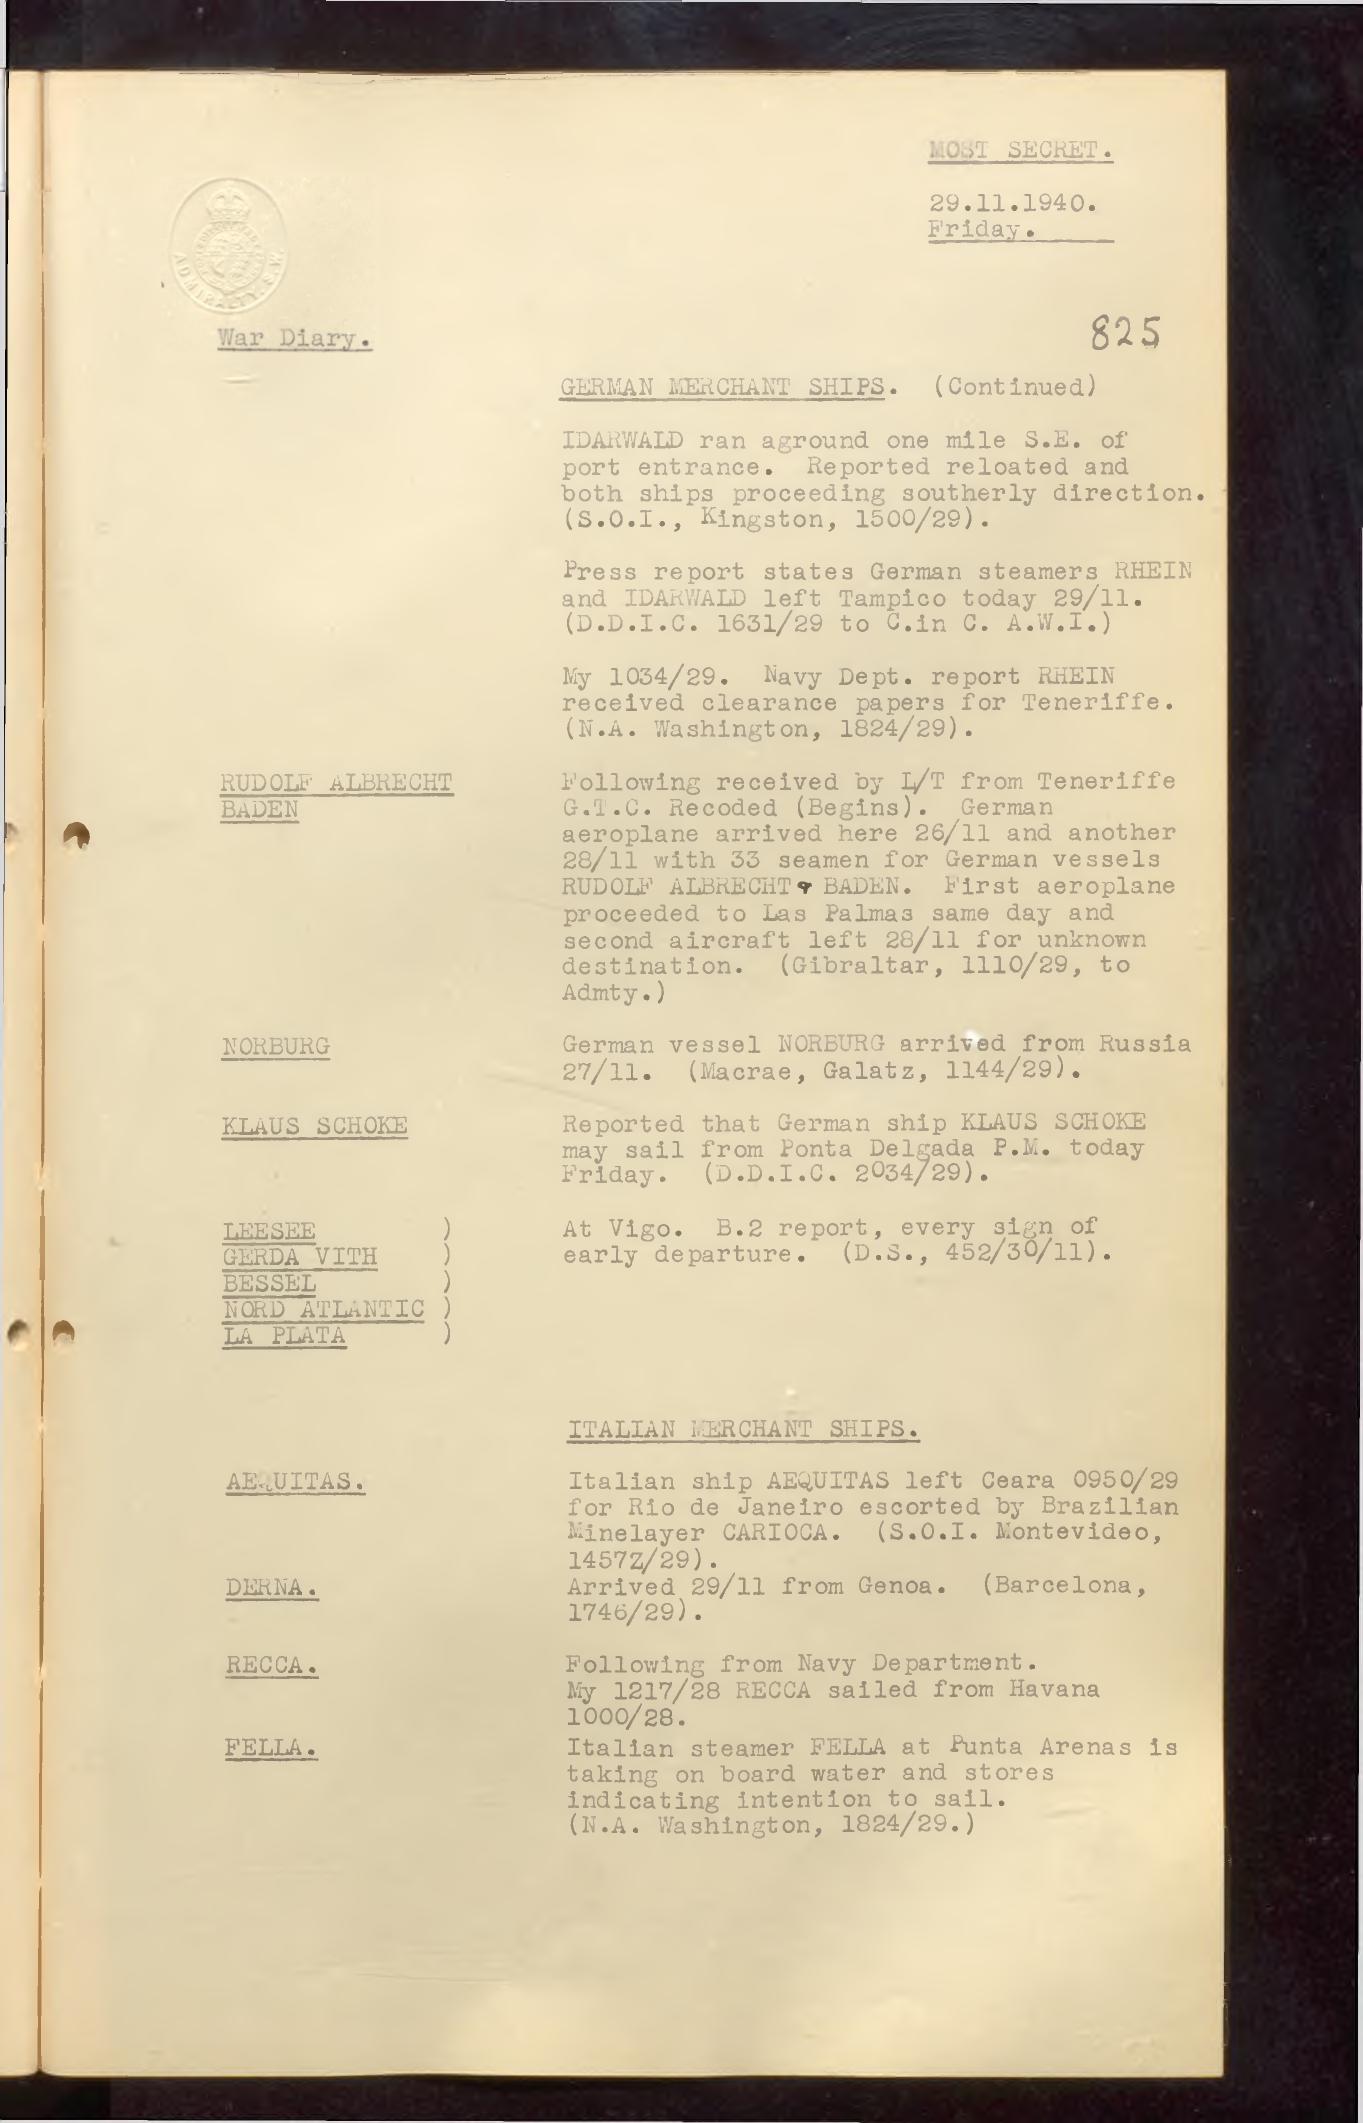 MOST SECRET.
29.11.1940.
Friday.
ADMIRALTY. S.W.
War Diary.
825
GERMAN MERCHANT SHIPS. (Continued)
IDARWALD ran aground one mile S.E. of
port entrance. Reported reloated and
both ships proceeding southerly direction.
(S.O.I., Kingston, 1500/29).
Press report states German steamers RHEIN
and IDARWALD left Tampico today 29/11.
(D.D.I.C. 1631/29 to C.in C. A.W.I.)
My 1034/29. Navy Dept. report RHEIN
received clearance papers for Teneriffe.
(N.A. Washington, 1824/29).
RUDOLF ALBRECHT
BADEN
Following received by L/T from Teneriffe
G.T.C. Recoded (Begins). German
aeroplane arrived here 26/11 and another
28/11 with 33 seamen for German vessels
RUDOLF ALBRECHT & BADEN. First aeroplane
proceeded to Las Palmas same day and
second aircraft left 28/11 for unknown
destination. (Gibraltar, 1110/29, to
Admty.)
NORBURG
German vessel NORBURG arrived from Russia
27/11. (Macrae, Galatz, 1144/29).
KLAUS SCHOKE
Reported that German ship KLAUS SCHOKE
may sail from Ponta Delgada P.M. today
Friday. (D.D.I.C. 2034/29).
LEESEE )
GERDA VITH )
BESSEL )
NORD ATLANTIC )
LA PLATA )
At Vigo. B.2 report, every sign of
early departure. (D.S., 452/30/11).
ITALIAN MERCHANT SHIPS.
AEQUITAS.
Italian ship AEQUITAS left Ceara 0950/29
for Rio de Janeiro escorted by Brazilian
Minelayer CARIOCA. (S.O.I. Montevideo,
1457Z/29).
DERNA.
Arrived 29/11 from Genoa. (Barcelona,
1746/29).
RECCA.
Following from Navy Department.
My 1217/28 RECCA sailed from Havana
1000/28.
FELLA.
Italian steamer FELLA at Punta Arenas is
taking on board water and stores
indicating intention to sail.
(N.A. Washington, 1824/29.)